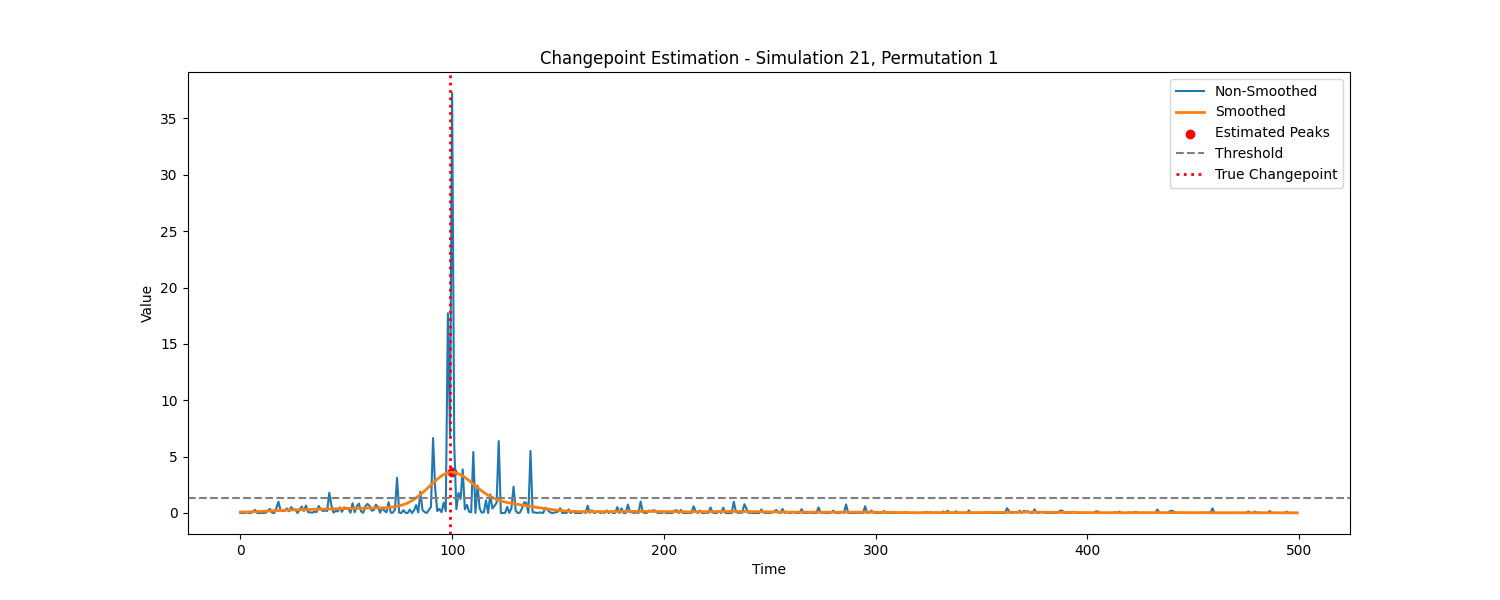 Changepoint Estimation - Simulation 21, Permutation 1
Non-Smoothed
Smoothed
Estimated Peaks
Threshold
True Changepoint
Value
35
30
25
20
15
10
5
0
0 100 200 300 400 500
Time